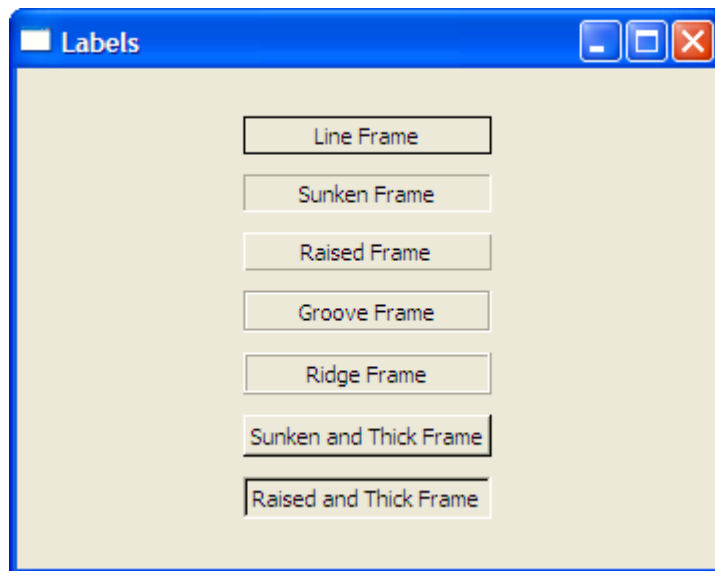 Labels
Line Frame
Sunken Frame
Raised Frame
Groove Frame
Ridge Frame
Sunken and Thick Frame
Raised and Thick Frame